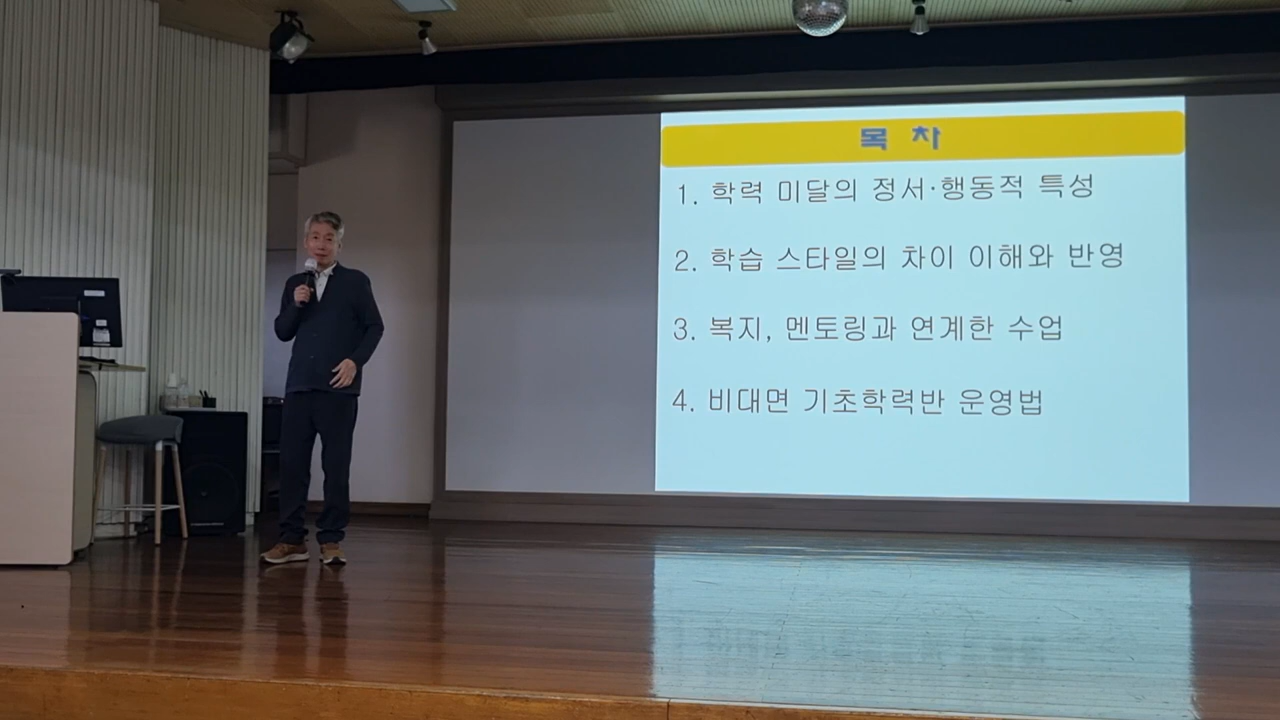 목 차
1. 학력 미달의 정서·행동적 특성
2. 학습 스타일의 차이 이해와 반영
3. 복지, 멘토링과 연계한 수업
4. 비대면 기초학력반 운영법